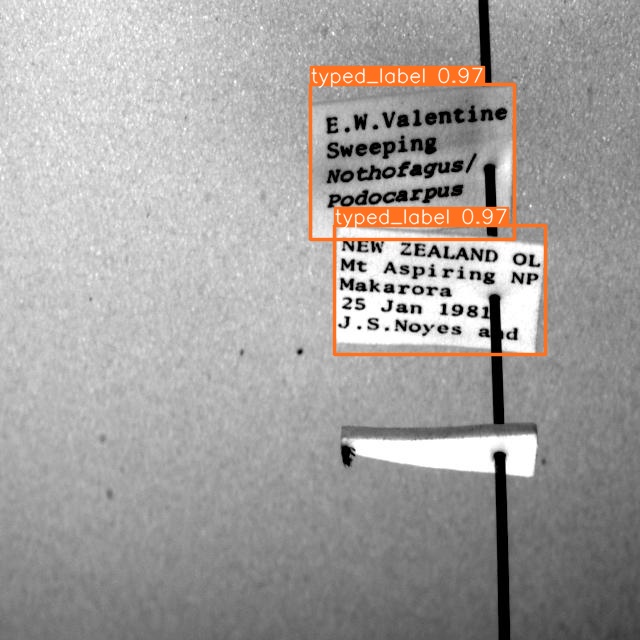 typed_label 0.97
E.W.Valentine
Sweeping
Nothofagus/
Podocarpus
typed_label 0.97
NEW ZEALAND OL
Mt Aspiring NP
Makarora
25 Jan 1981
J.S.Noyes and